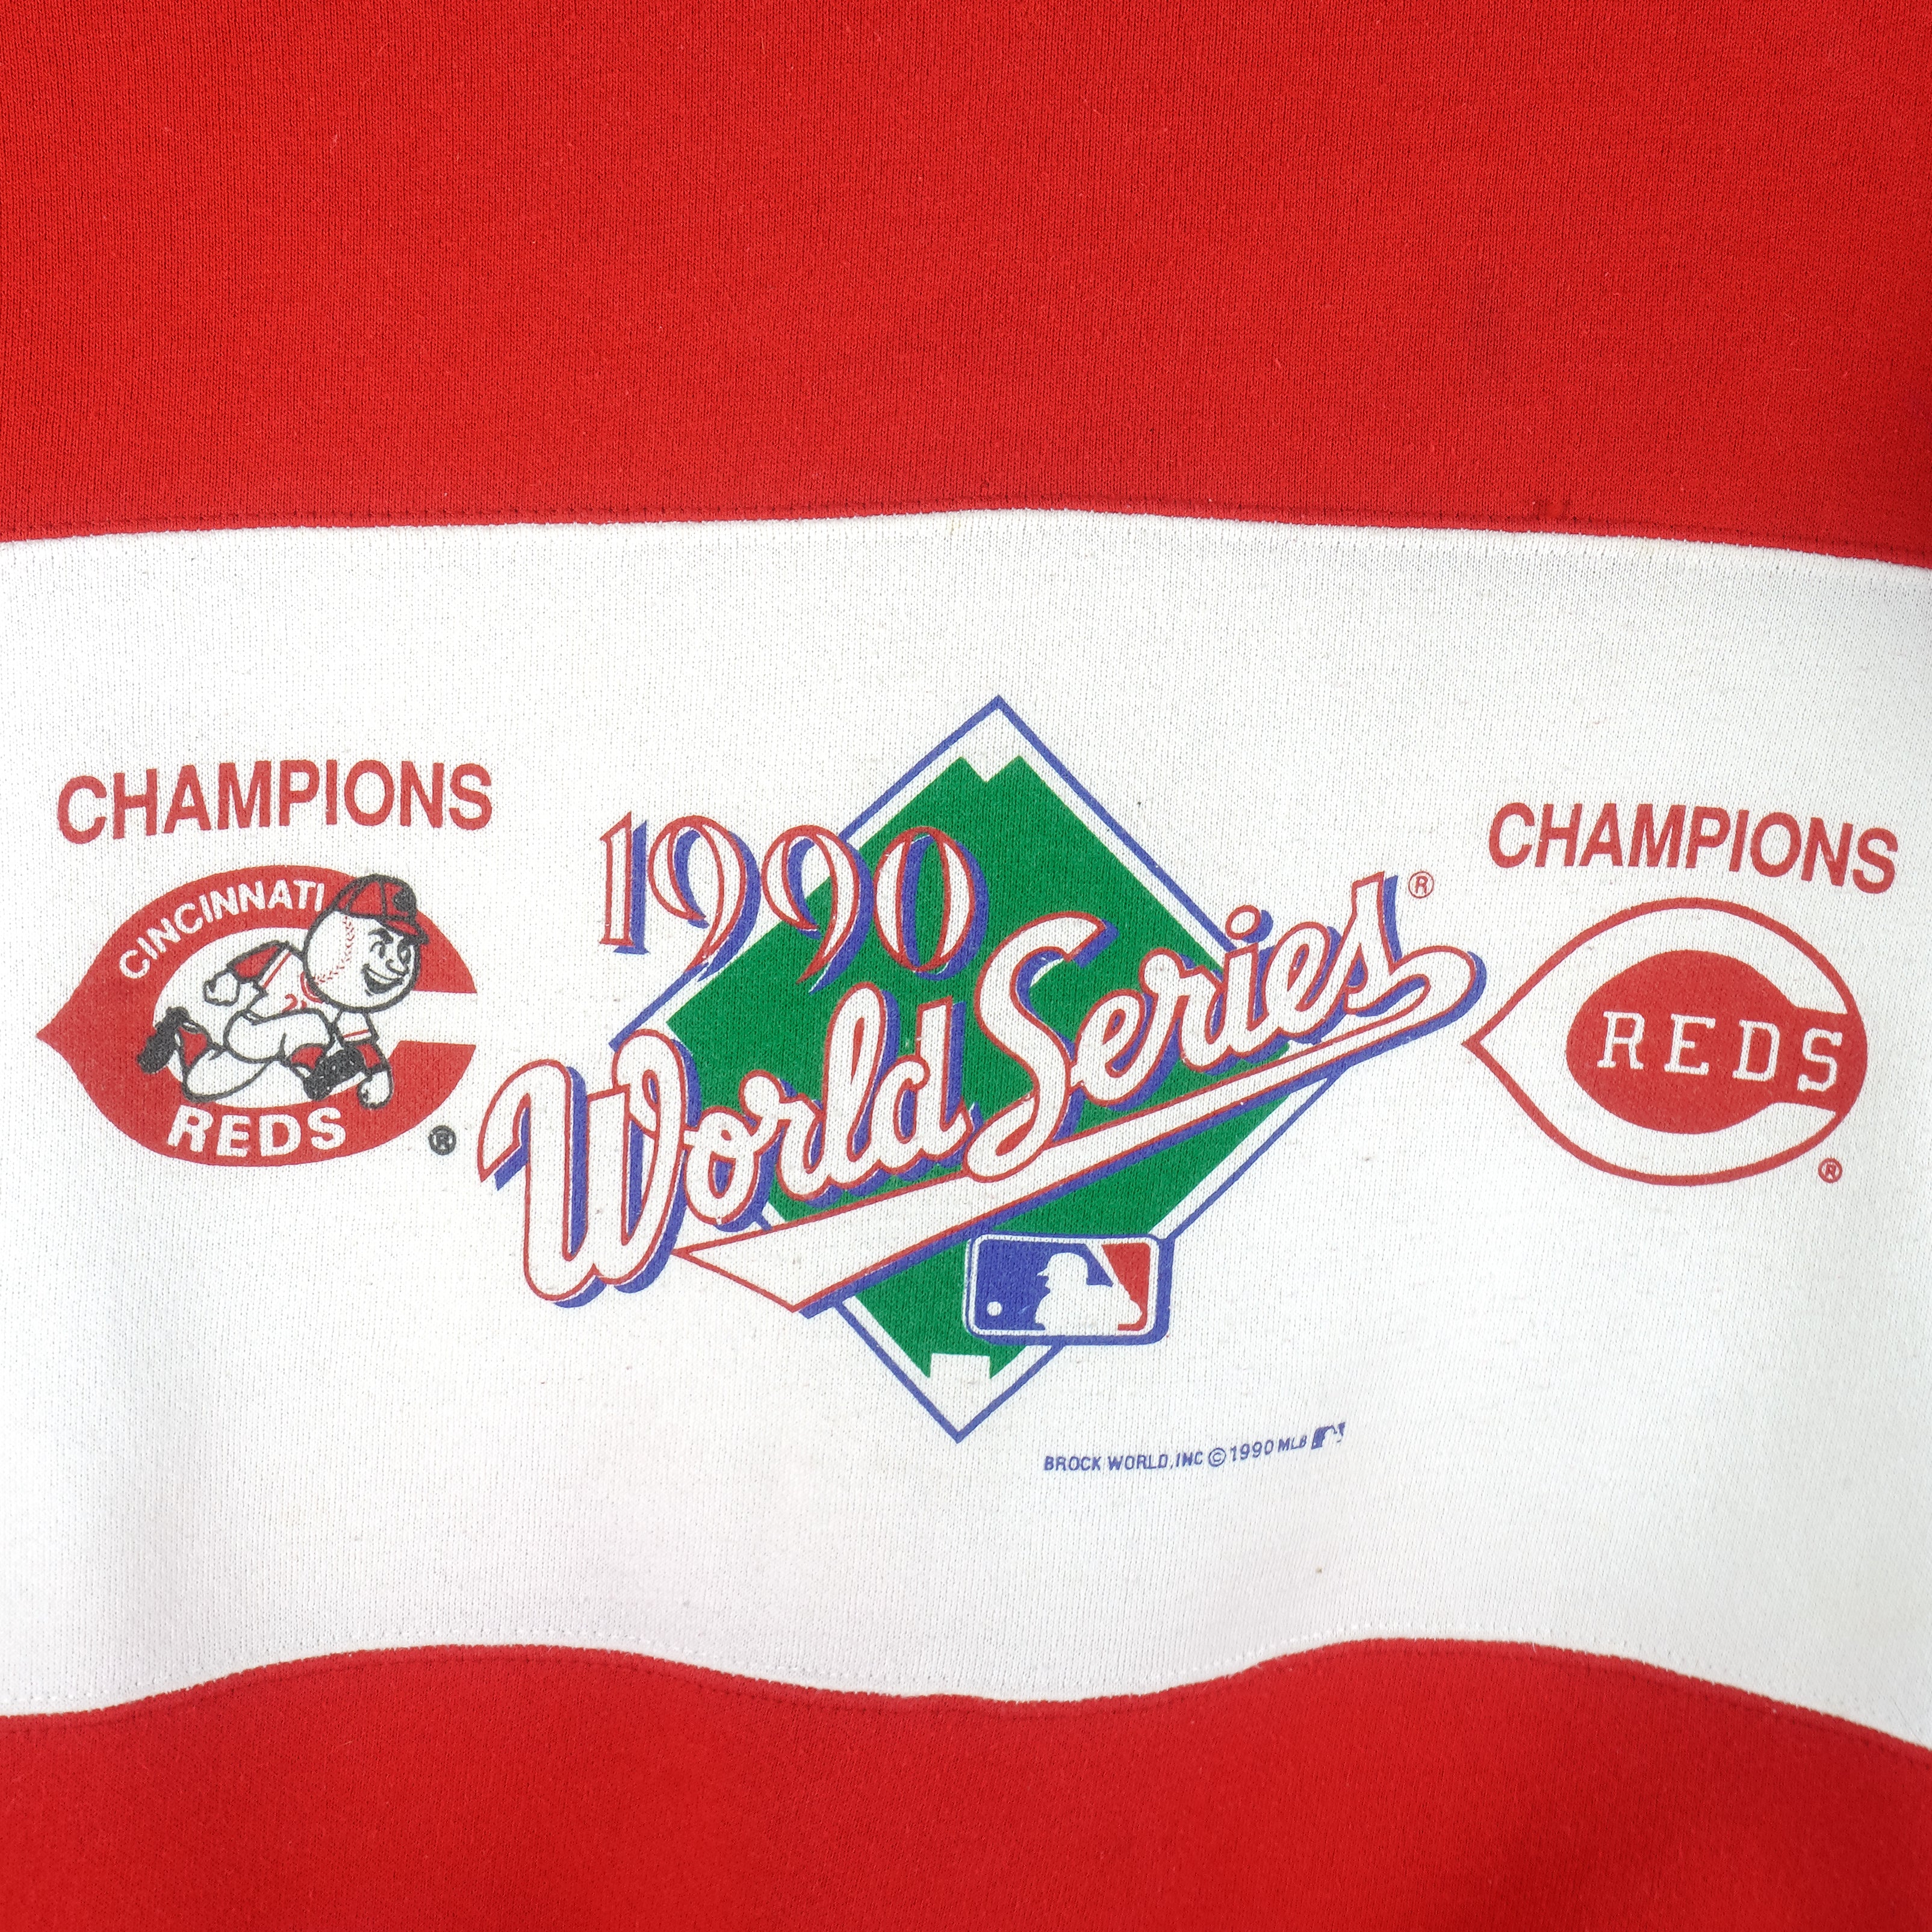 CHAMPIONS
CINCINNATI
REDS
®
1990
World Series®
CHAMPIONS
REDS
®
BROCK WORLD, INC © 1990 MLB